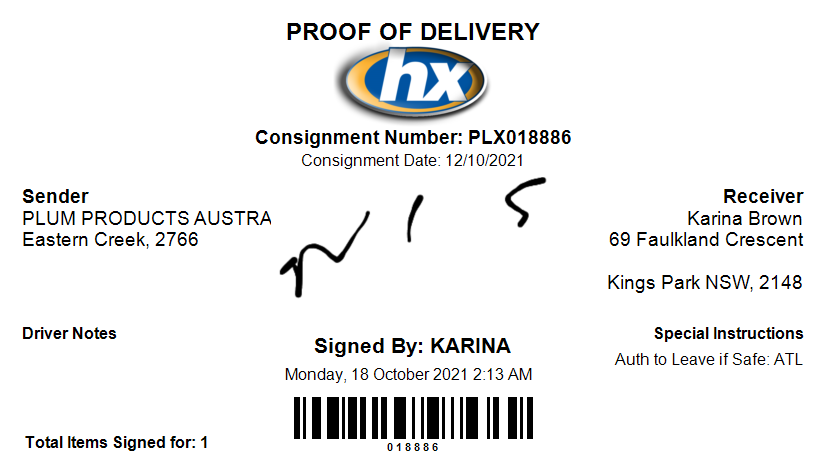 PROOF OF DELIVERY
hx
Consignment Number: PLX018886
Consignment Date: 12/10/2021
Sender
PLUM PRODUCTS AUSTRA
Eastern Creek, 2766
Receiver
Karina Brown
69 Faulkland Crescent
Kings Park NSW, 2148
Driver Notes
Signed By: KARINA
Monday, 18 October 2021 2:13 AM
Special Instructions
Auth to Leave if Safe: ATL
Total Items Signed for: 1
018886